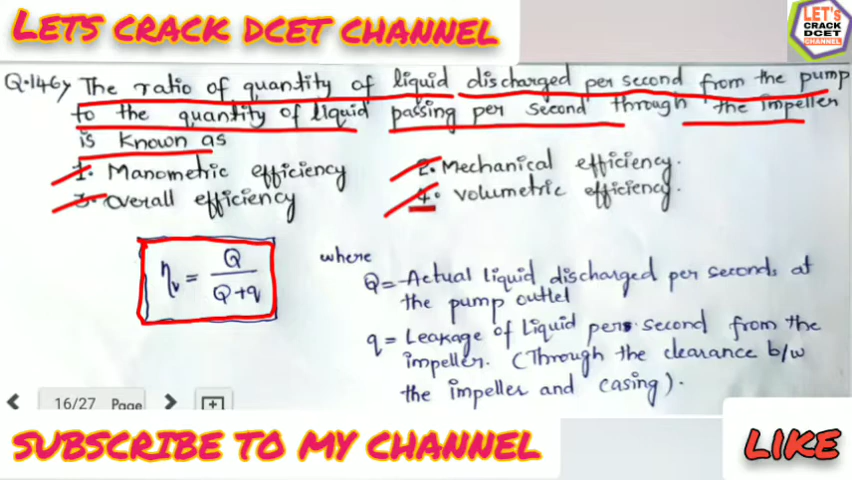 LETS CRACK DCET CHANNEL
LET'S
CRACK
DCET
CHANNEL
Q.146) The ratio of quantity of liquid discharged per second from the pump
to the quantity of liquid passing per second through the impeller
is known as
1. Manometric efficiency 2. Mechanical efficiency.
3. Overall efficiency 4. volumetric efficiency.
ηv = Q / Q+q
where
Q = Actual liquid discharged per seconds at
the pump outlet
q = Leakage of liquid per second from the
impeller. (Through the clearance b/w
the impeller and casing).
16/27 Page
SUBSCRIBE TO MY CHANNEL
LIKE